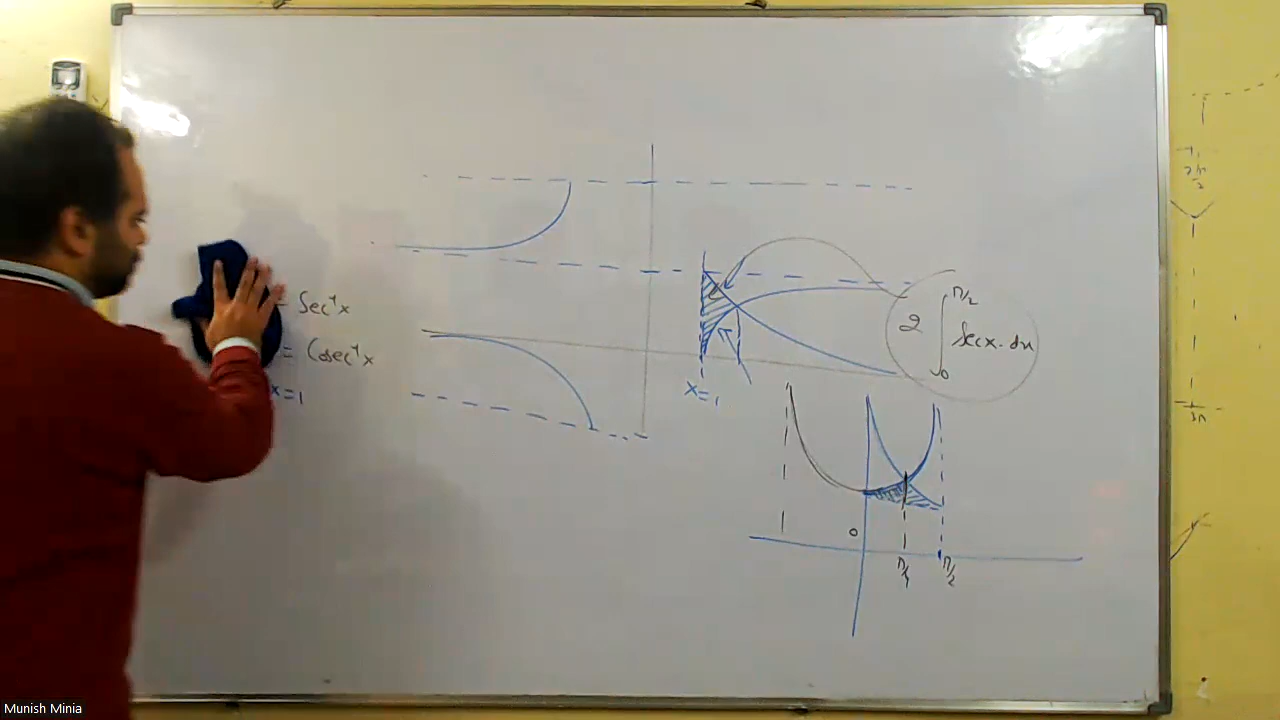 = Sec⁻¹x
= Cosec⁻¹x
x=1
x=1
2 ∫₀^π/2 Secx.dx
0
π/4
π/2
Munish Minia